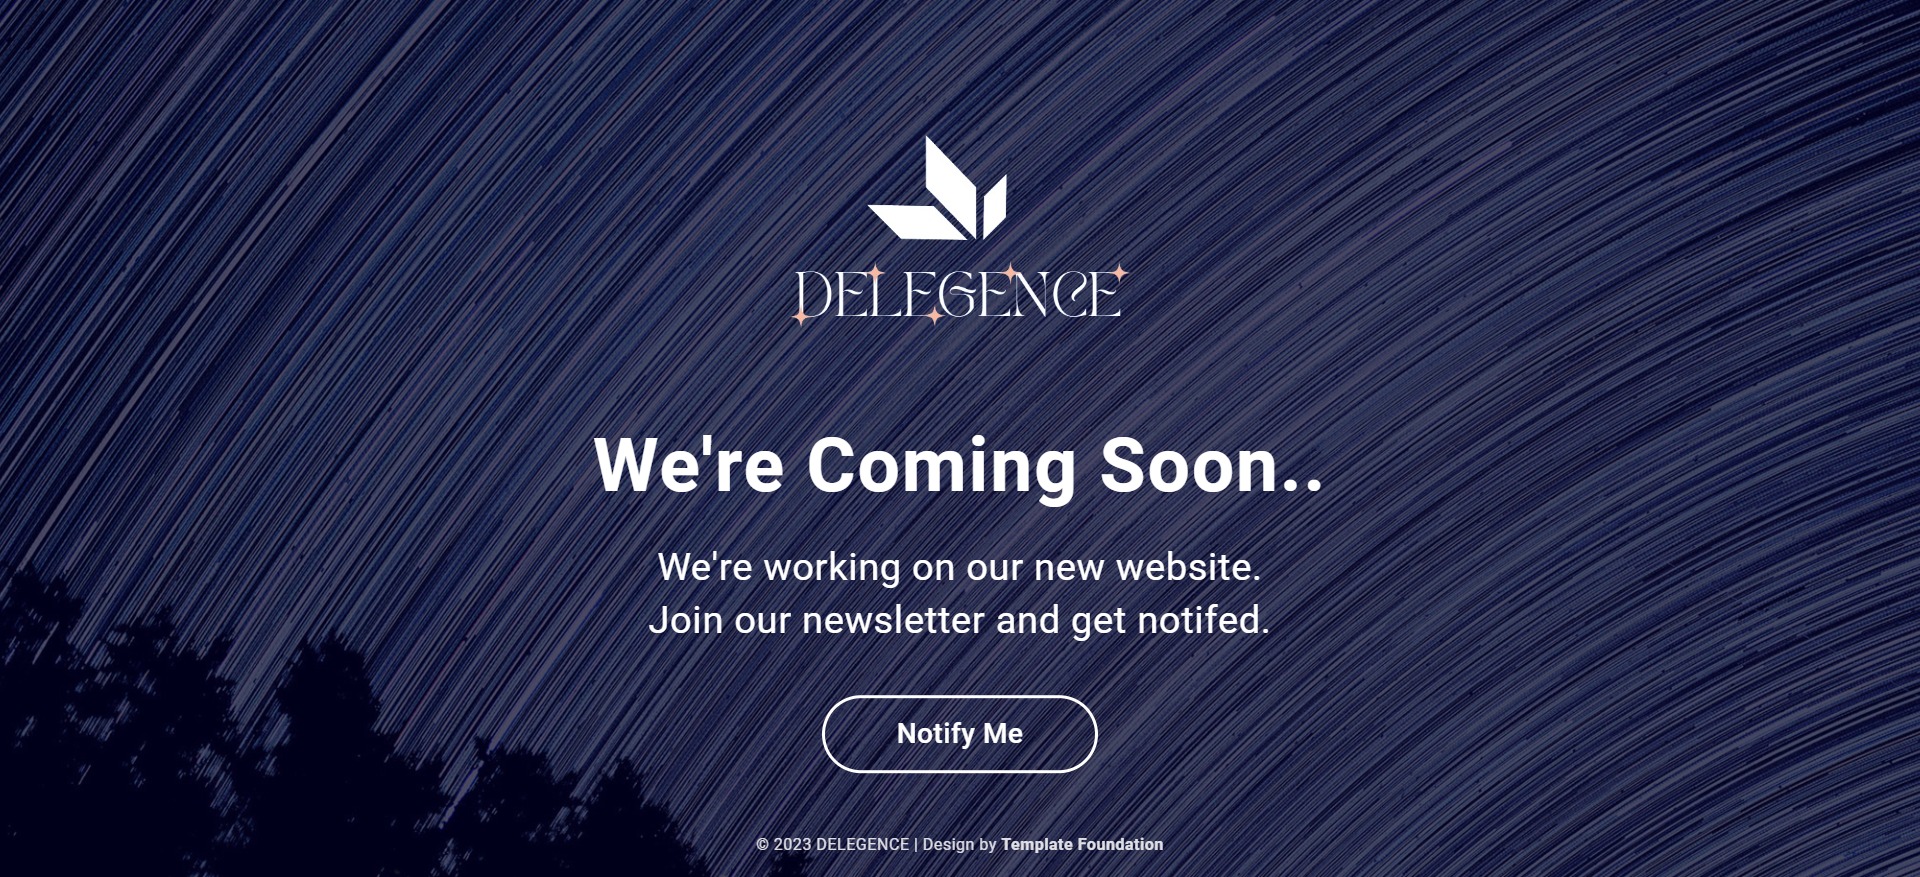 DELEGENCE
We're Coming Soon..
We're working on our new website.
Join our newsletter and get notifed.
Notify Me
© 2023 DELEGENCE | Design by Template Foundation